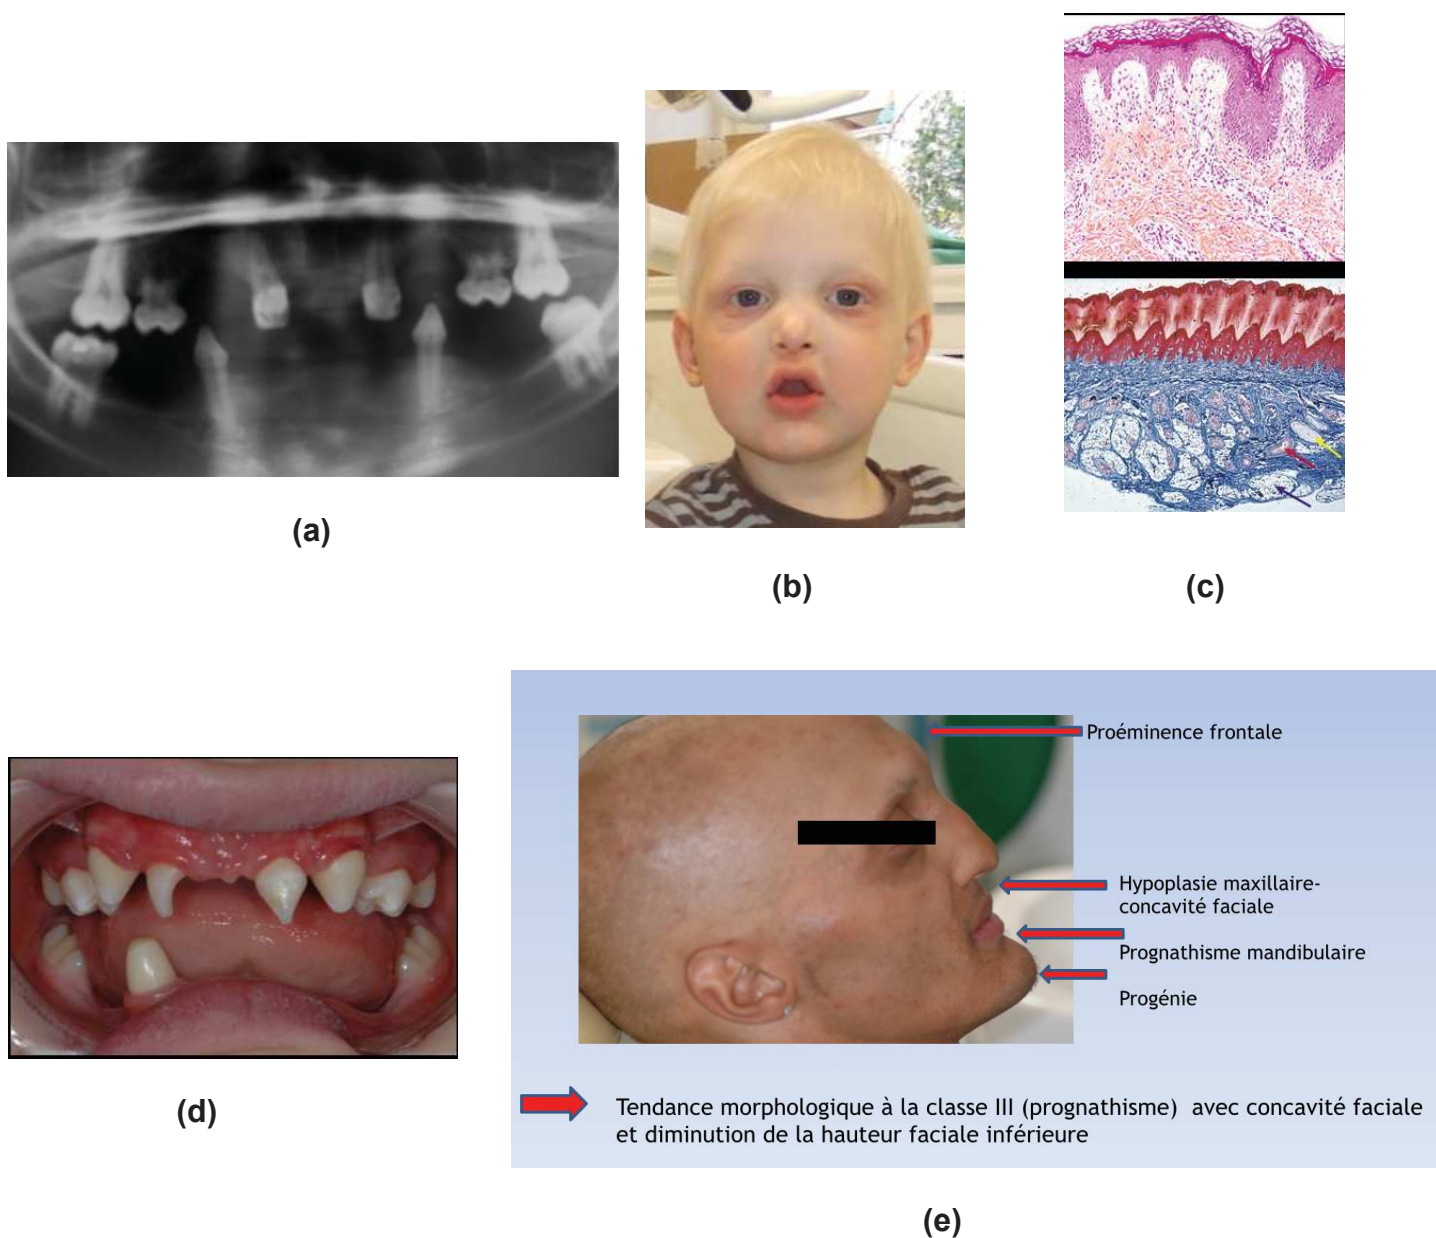 (a)
(b)
(c)
(d)
Proéminence frontale
Hypoplasie maxillaire-
concavité faciale
Prognathisme mandibulaire
Progénie
Tendance morphologique à la classe III (prognathisme) avec concavité faciale
et diminution de la hauteur faciale inférieure
(e)